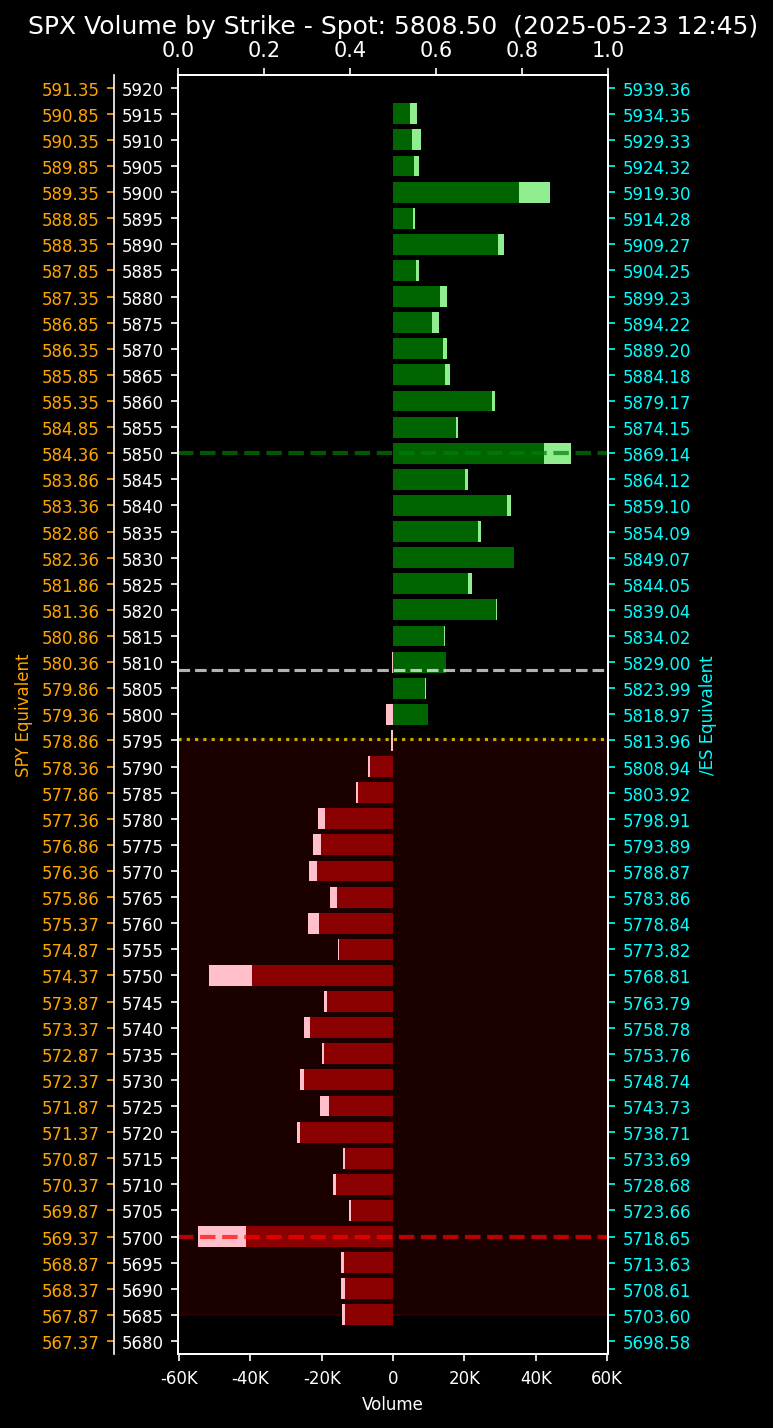 SPX Volume by Strike - Spot: 5808.50 (2025-05-23 12:45)
0.0 0.2 0.4 0.6 0.8 1.0
591.35 5920 5939.36
590.85 5915 5934.35
590.35 5910 5929.33
589.85 5905 5924.32
589.35 5900 5919.30
588.85 5895 5914.28
588.35 5890 5909.27
587.85 5885 5904.25
587.35 5880 5899.23
586.85 5875 5894.22
586.35 5870 5889.20
585.85 5865 5884.18
585.35 5860 5879.17
584.85 5855 5874.15
584.36 5850 5869.14
583.86 5845 5864.12
583.36 5840 5859.10
582.86 5835 5854.09
582.36 5830 5849.07
581.86 5825 5844.05
581.36 5820 5839.04
580.86 5815 5834.02
580.36 5810 5829.00
579.86 5805 5823.99
579.36 5800 5818.97
578.86 5795 5813.96
578.36 5790 5808.94
577.86 5785 5803.92
577.36 5780 5798.91
576.86 5775 5793.89
576.36 5770 5788.87
575.86 5765 5783.86
575.37 5760 5778.84
574.87 5755 5773.82
574.37 5750 5768.81
573.87 5745 5763.79
573.37 5740 5758.78
572.87 5735 5753.76
572.37 5730 5748.74
571.87 5725 5743.73
571.37 5720 5738.71
570.87 5715 5733.69
570.37 5710 5728.68
569.87 5705 5723.66
569.37 5700 5718.65
568.87 5695 5713.63
568.37 5690 5708.61
567.87 5685 5703.60
567.37 5680 5698.58
SPY Equivalent
/ES Equivalent
-60K -40K -20K 0 20K 40K 60K
Volume